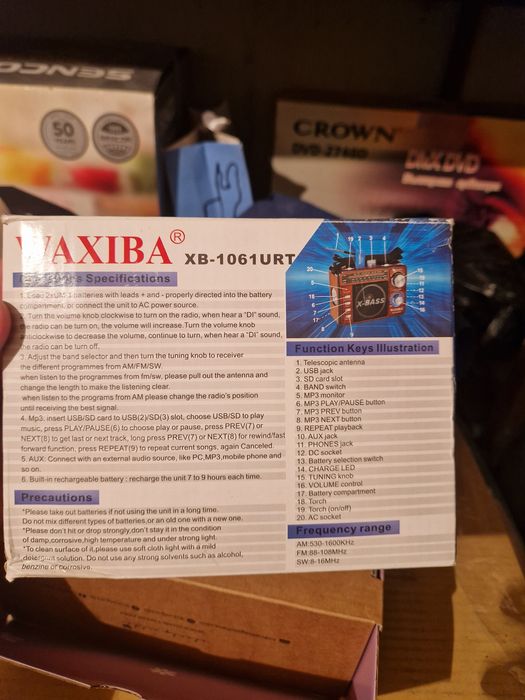 SENCO
50
CROWN
DVD
DivX DVD
WAXIBA®
XB-1061URT
Specifications
1. Load 2xUM-1 batteries with leads + and - properly directed into the battery
compartment, or connect the unit to AC power source.
2. Turn the volume knob clockwise to turn on the radio, when hear a "DI" sound,
the radio can be turn on, the volume will increase.Turn the volume knob
anticlockwise to decrease the volume, continue to turn, when hear a "DI" sound,
the radio can be turn off.
3. Adjust the band selector and then turn the tuning knob to receiver
the different programmes from AM/FM/SW.
when listen to the programmes from fm/sw, please pull out the antenna and
change the length to make the listening clear.
when listen to the programs from AM please change the radio's position
until receiving the best signal.
4. Mp3, insert USB/SD card to USB(2)/SD(3) slot, choose USB/SD to play
music, press PLAY/PAUSE(6) to choose play or pause, press PREV(7) or
NEXT(8) to get last or next track, long press PREV(7) or NEXT(8) for rewind/fast
forward function, press REPEAT(9) to repeat current songs, again Canceled.
5. AUX: Connect with an external audio source, like PC,MP3,mobile phone and
so on.
6. Built-in rechargeable battery : recharge the unit 7 to 9 hours each time.
Precautions
*Please take out batteries if not using the unit in a long time.
Do not mix different types of batteries,or an old one with a new one.
*Please don't hit or drop strongly,don't stay it in the condition
of damp,corrosive,high temperature and under strong light.
*To clean surface of it,please use soft cloth light with a mild
detergent solution. Do not use any strong solvents such as alcohol,
benzine or corrosive.
X-BASS
Function Keys Illustration
1. Telescopic antenna
2. USB jack
3. SD card slot
4. BAND switch
5. MP3 monitor
6. MP3 PLAY/PAUSE button
7. MP3 PREV button
8. MP3 NEXT button
9. REPEAT playback
10. AUX jack
11. PHONES jack
12. DC socket
13. Battery selection switch
14. CHARGE LED
15. TUNING knob
16. VOLUME control
17. Battery compartment
18. Torch
19. Torch (on/off)
20. AC socket
Frequency range
AM:530-1600KHz
FM:88-108MHz
SW:8-16MHz